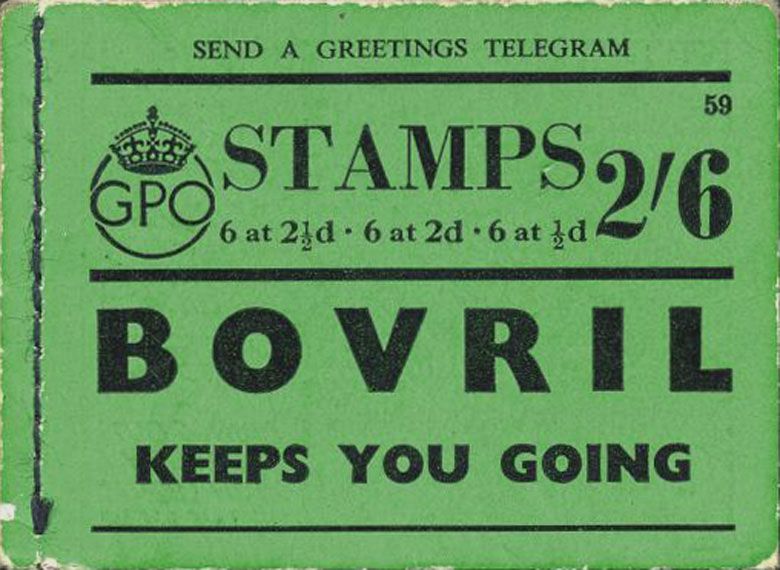 SEND A GREETINGS TELEGRAM
59
GPO
STAMPS 2/6
6 at 2½d · 6 at 2d · 6 at ½d
BOVRIL
KEEPS YOU GOING